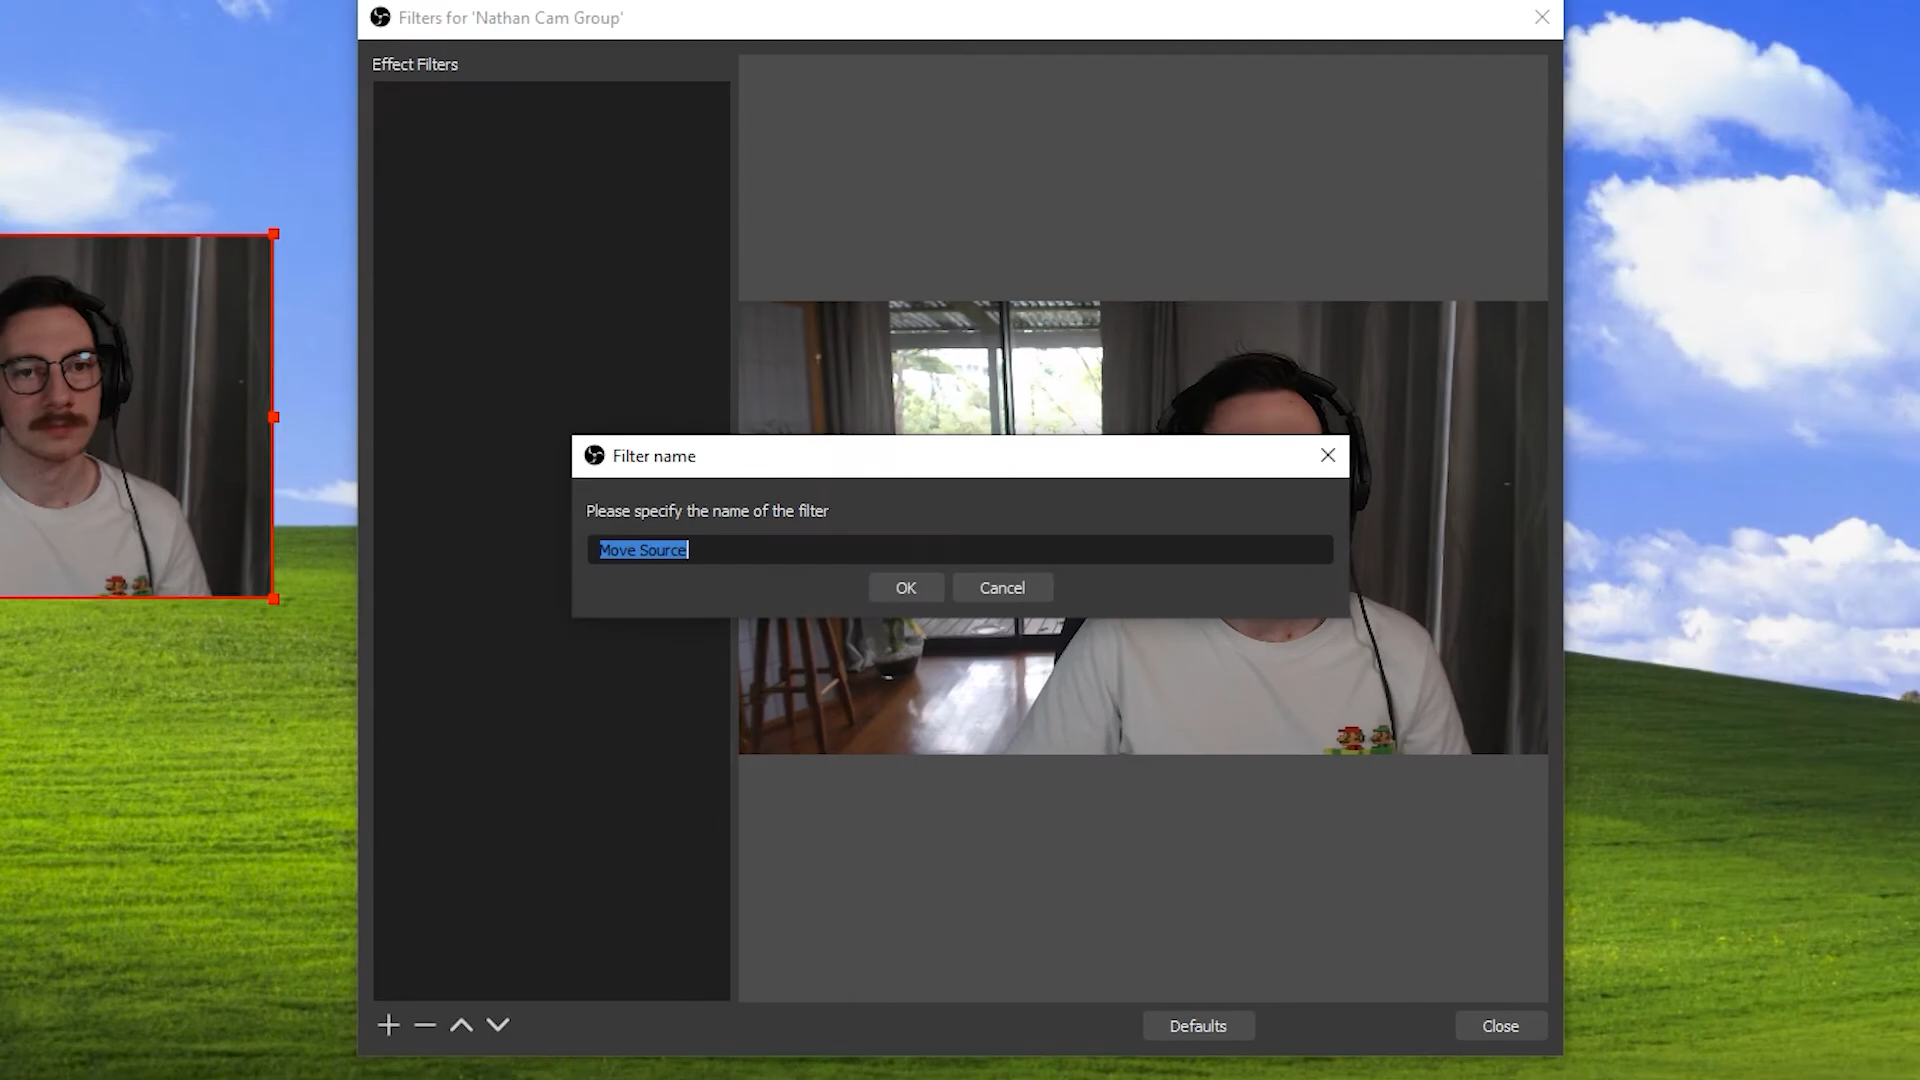 Filters for 'Nathan Cam Group'
Effect Filters
Filter name
Please specify the name of the filter
Move Source
OK
Cancel
Defaults
Close